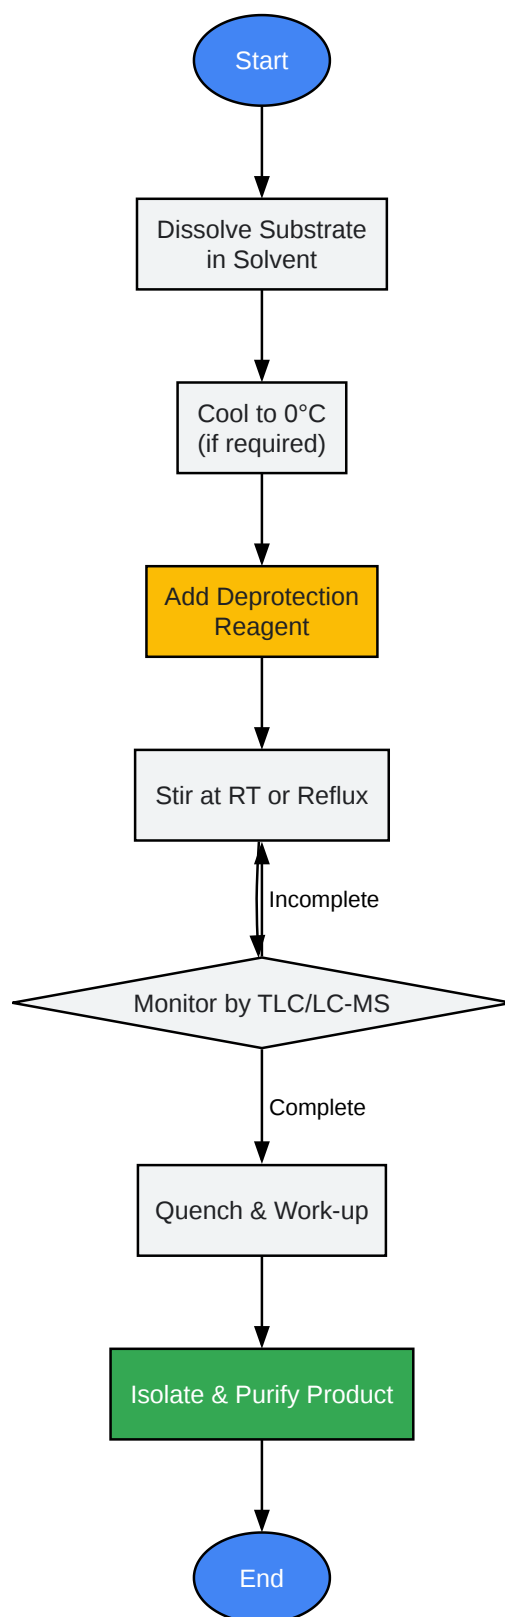 Start
Dissolve Substrate
in Solvent
Cool to 0°C
(if required)
Add Deprotection
Reagent
Stir at RT or Reflux
Incomplete
Monitor by TLC/LC-MS
Complete
Quench & Work-up
Isolate & Purify Product
End